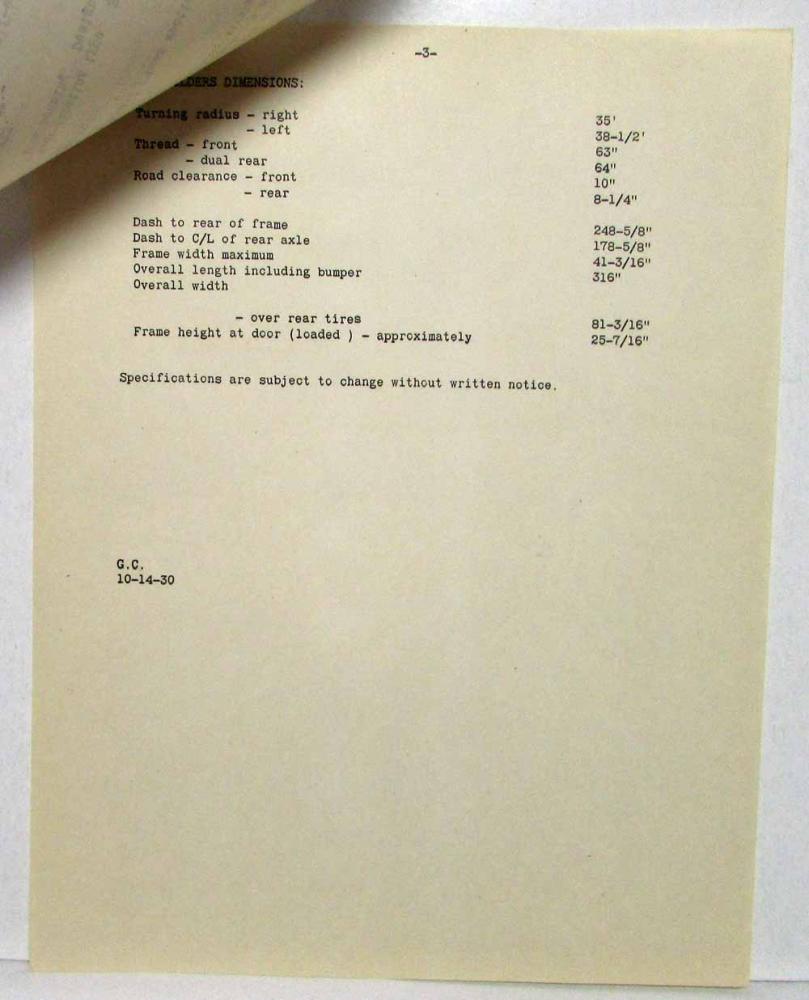 -3-
DIMENSIONS:
Turning radius - right 35'
- left 38-1/2'
Thread - front 63"
- dual rear 64"
Road clearance - front 10"
- rear 8-1/4"
Dash to rear of frame 248-5/8"
Dash to C/L of rear axle 178-5/8"
Frame width maximum 41-3/16"
Overall length including bumper 316"
Overall width
- over rear tires 81-3/16"
Frame height at door (loaded ) - approximately 25-7/16"
Specifications are subject to change without written notice.
G.C.
10-14-30